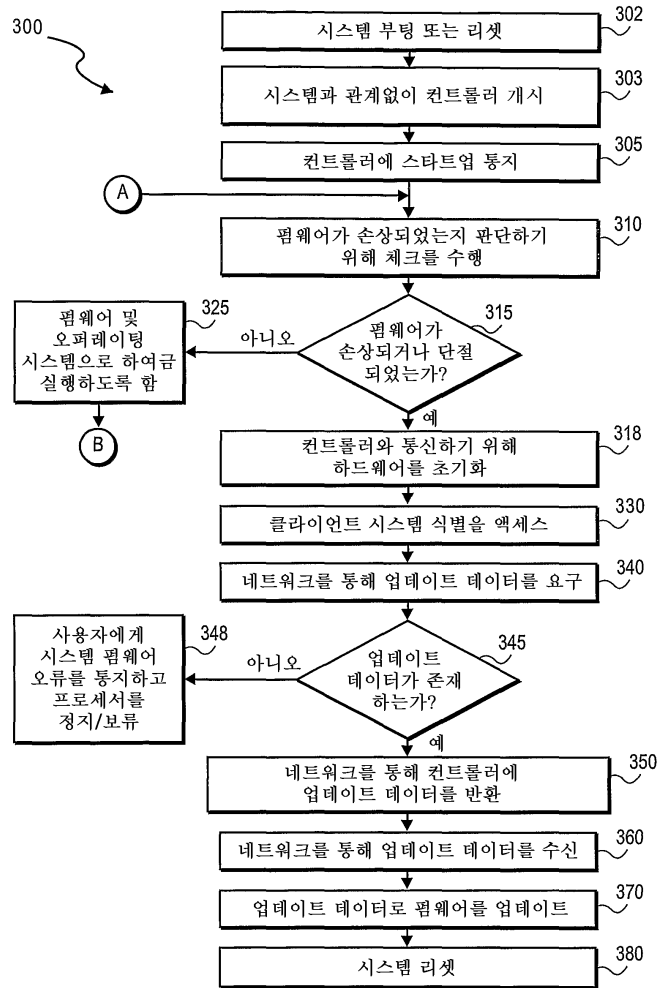 300
시스템 부팅 또는 리셋
302
시스템과 관계없이 컨트롤러 개시
303
컨트롤러에 스타트업 통지
305
A
펌웨어가 손상되었는지 판단하기
위해 체크를 수행
310
펌웨어가
손상되거나 단절
되었는가?
315
아니오
펌웨어 및
오퍼레이팅
시스템으로 하여금
실행하도록 함
325
B
예
컨트롤러와 통신하기 위해
하드웨어를 초기화
318
클라이언트 시스템 식별을 액세스
330
네트워크를 통해 업데이트 데이터를 요구
340
업데이트
데이터가 존재
하는가?
345
아니오
사용자에게
시스템 펌웨어
오류를 통지하고
프로세서를
정지/보류
348
예
네트워크를 통해 컨트롤러에
업데이트 데이터를 반환
350
네트워크를 통해 업데이트 데이터를 수신
360
업데이트 데이터로 펌웨어를 업데이트
370
시스템 리셋
380